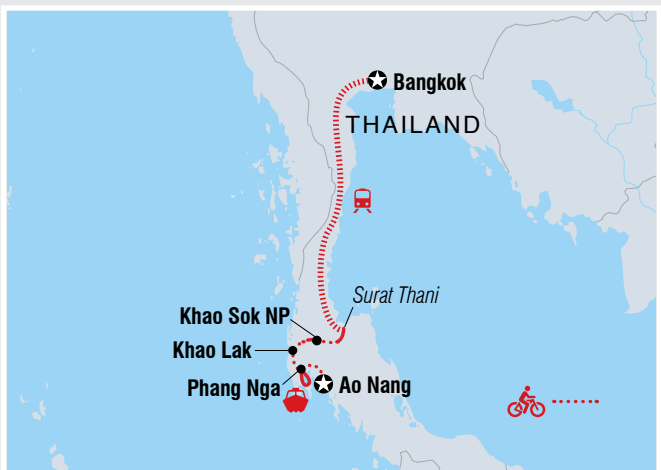 Bangkok
THAILAND
Surat Thani
Khao Sok NP
Khao Lak
Phang Nga
Ao Nang